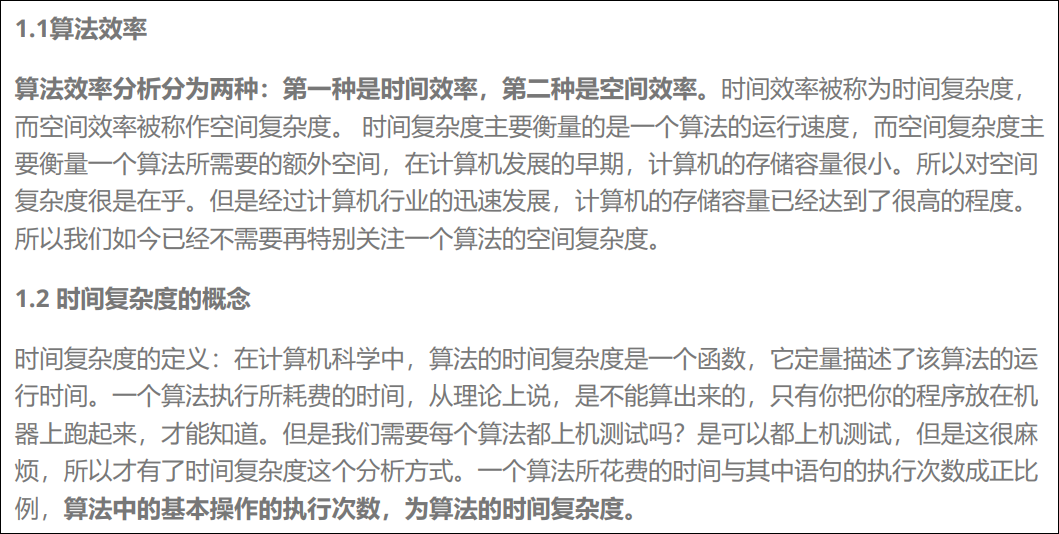 1.1算法效率
算法效率分析分为两种：第一种是时间效率，第二种是空间效率。时间效率被称为时间复杂度，
而空间效率被称作空间复杂度。 时间复杂度主要衡量的是一个算法的运行速度，而空间复杂度主
要衡量一个算法所需要的额外空间，在计算机发展的早期，计算机的存储容量很小。所以对空间
复杂度很是在乎。但是经过计算机行业的迅速发展，计算机的存储容量已经达到了很高的程度。
所以我们如今已经不需要再特别关注一个算法的空间复杂度。
1.2 时间复杂度的概念
时间复杂度的定义：在计算机科学中，算法的时间复杂度是一个函数，它定量描述了该算法的运
行时间。一个算法执行所耗费的时间，从理论上说，是不能算出来的，只有你把你的程序放在机
器上跑起来，才能知道。但是我们需要每个算法都上机测试吗？是可以都上机测试，但是这很麻
烦，所以才有了时间复杂度这个分析方式。一个算法所花费的时间与其中语句的执行次数成正比
例，算法中的基本操作的执行次数，为算法的时间复杂度。